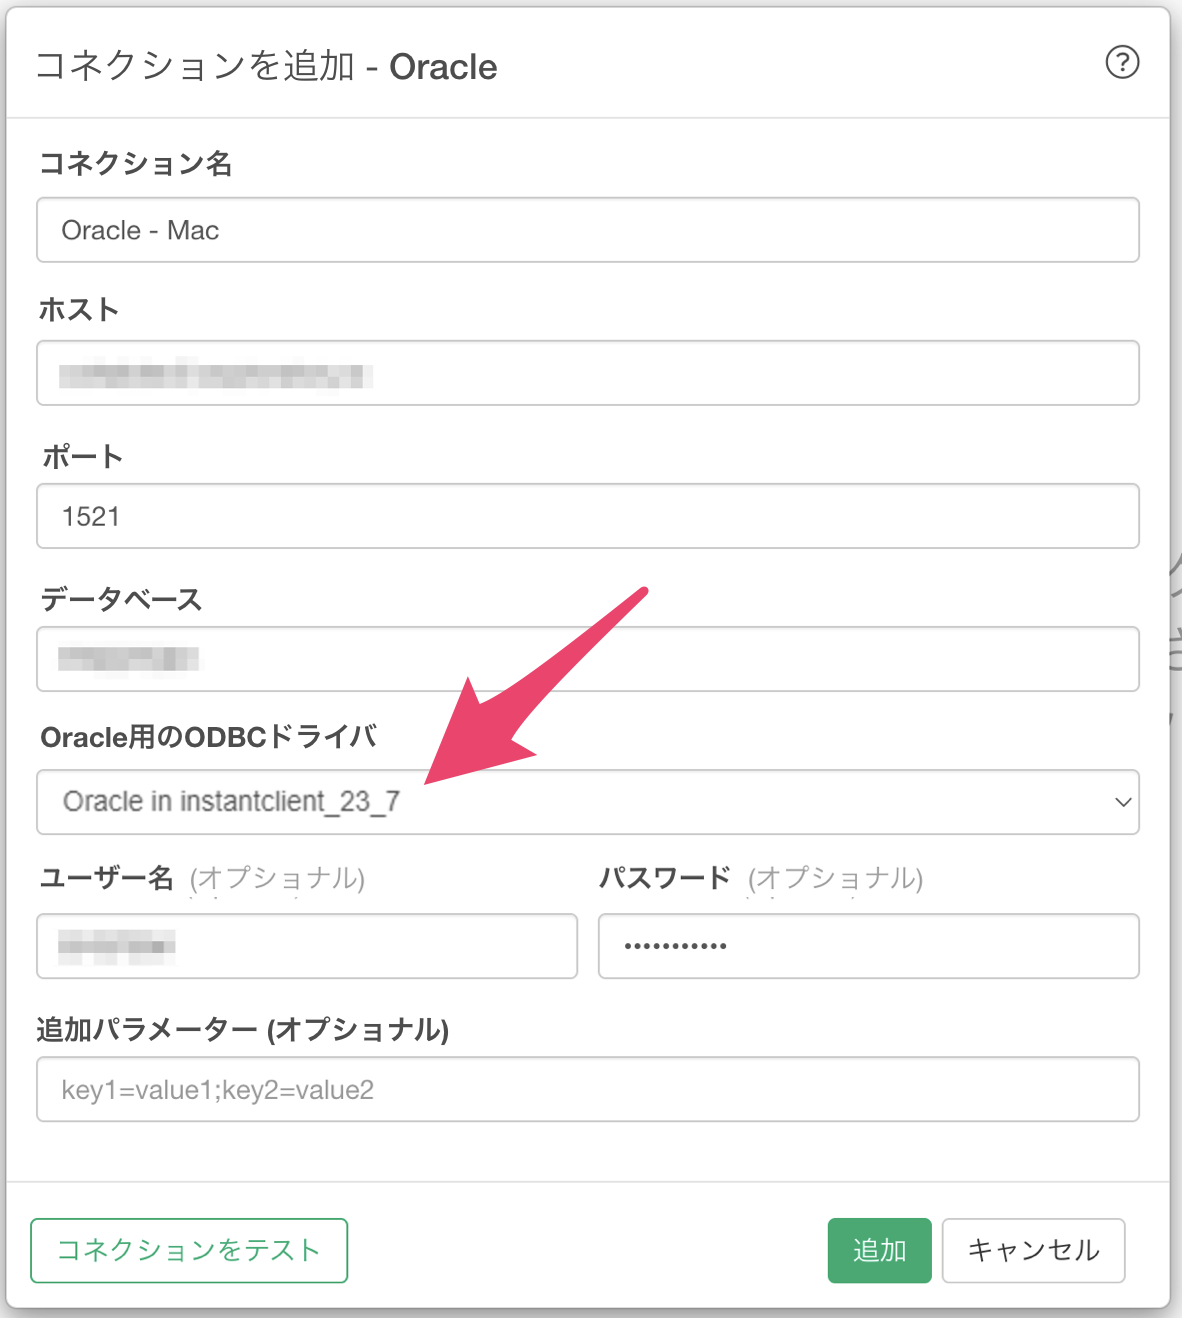 コネクションを追加 - Oracle
?
コネクション名
Oracle - Mac
ホスト
ポート
1521
データベース
Oracle用のODBCドライバ
Oracle in instantclient_23_7
ユーザー名 (オプショナル)
パスワード (オプショナル)
•••••••••••
追加パラメーター (オプショナル)
key1=value1;key2=value2
コネクションをテスト
追加
キャンセル